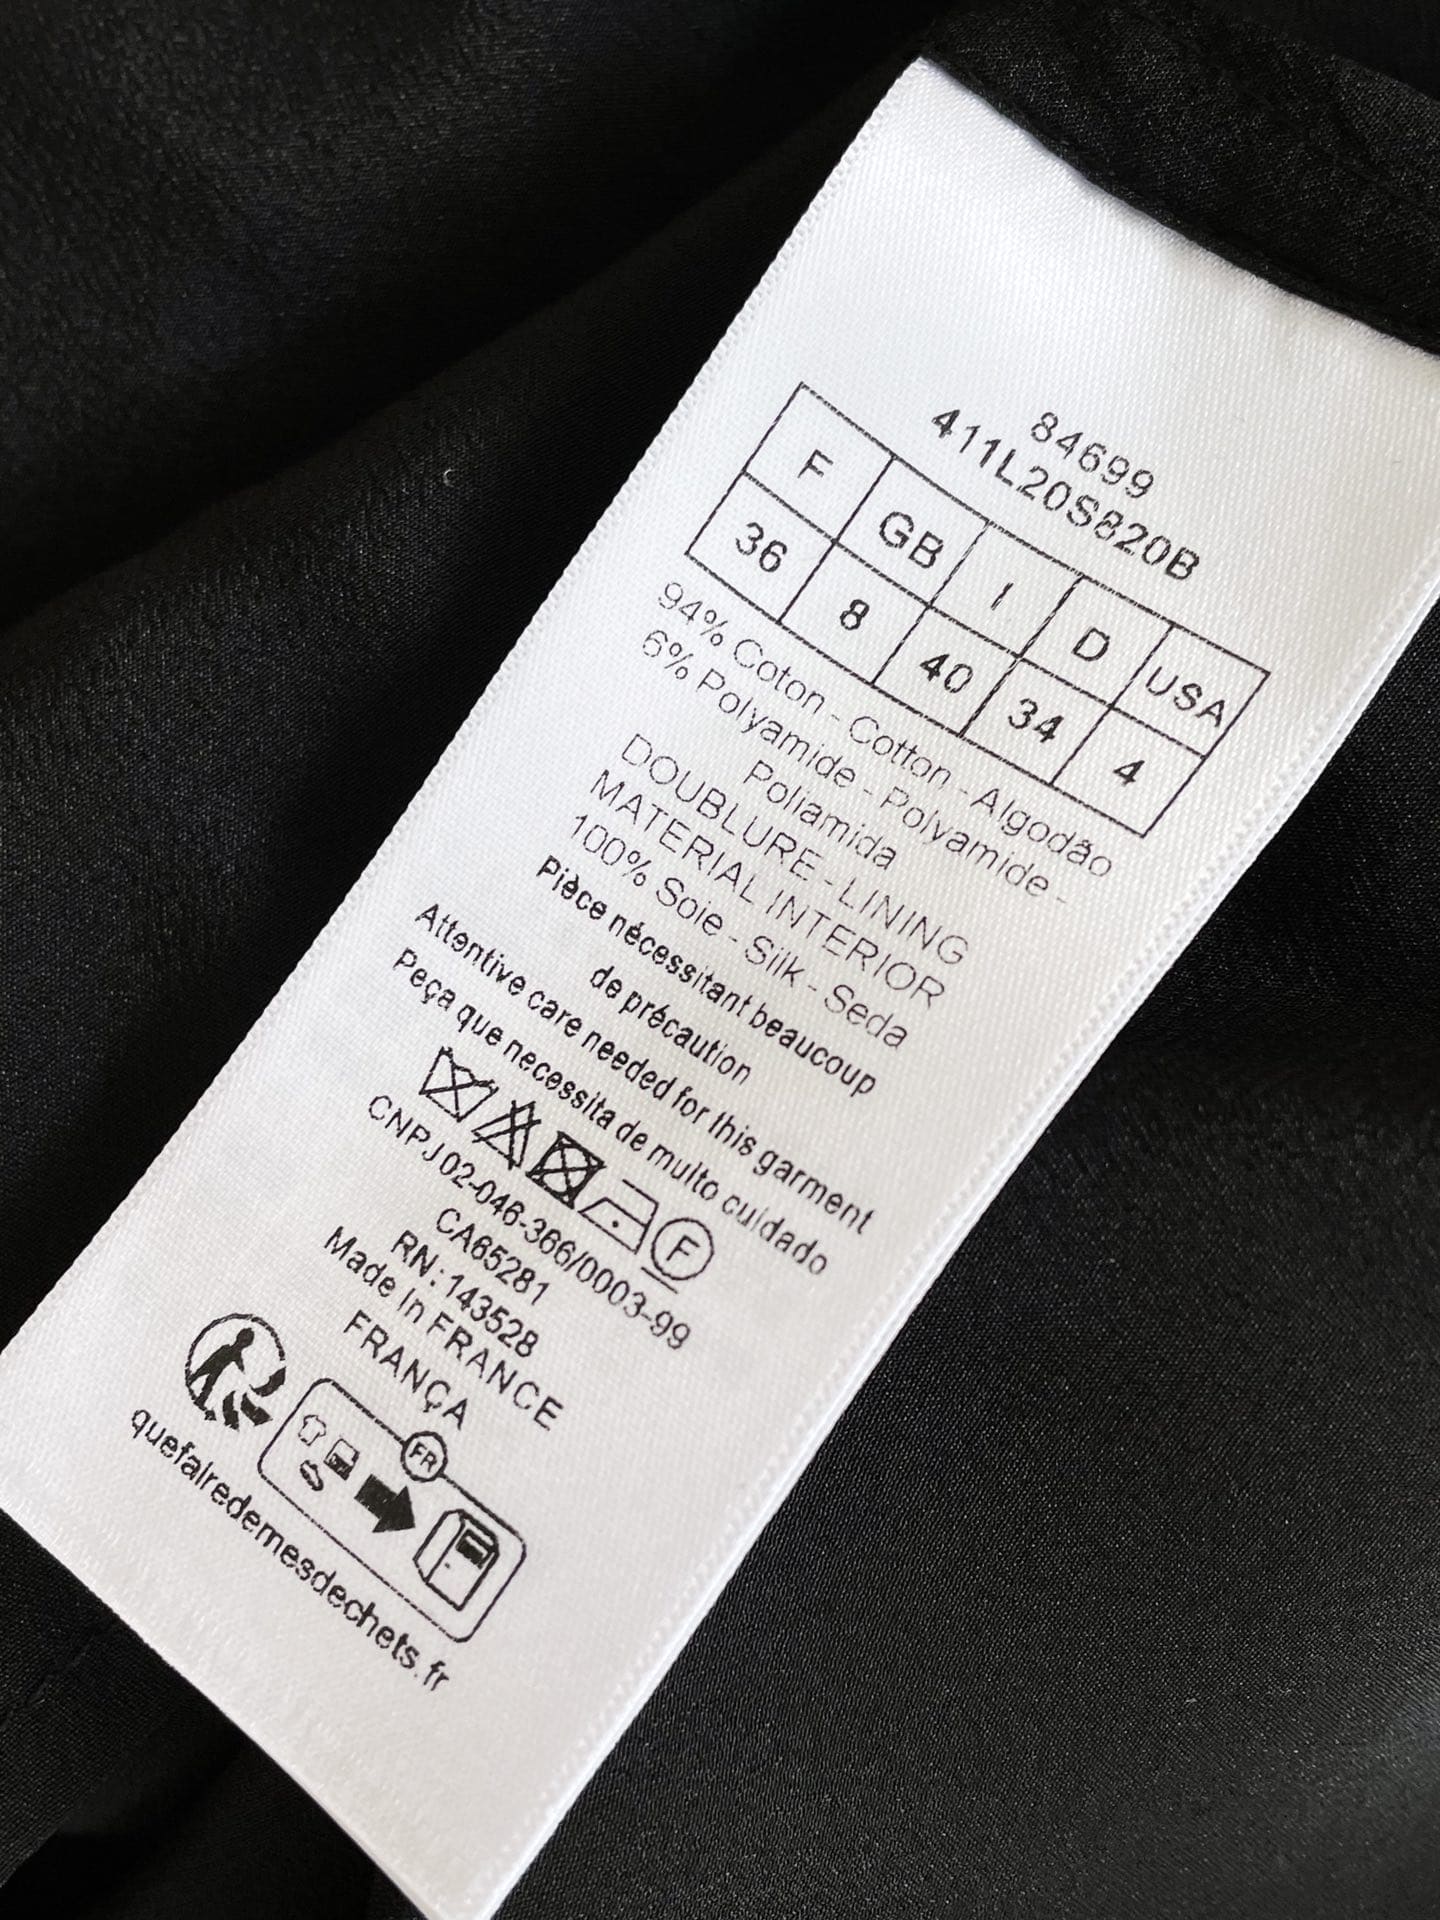 84699
411L20S820B
F GB I D USA
36 8 40 34 4
94% Coton - Cotton - Algodão
6% Polyamide - Polyamide -
Poliamida
DOUBLURE - LINING
MATERIAL INTERIOR
100% Soie - Silk - Seda
Pièce nécessitant beaucoup
de précaution
Attentive care needed for this garment
Peça que necessita de muito cuidado
F
CNPJ 02-046-366/0003-99
CA65281
RN: 143528
Made In FRANCE
FRANÇA
FR
quefairedemesdechets.fr